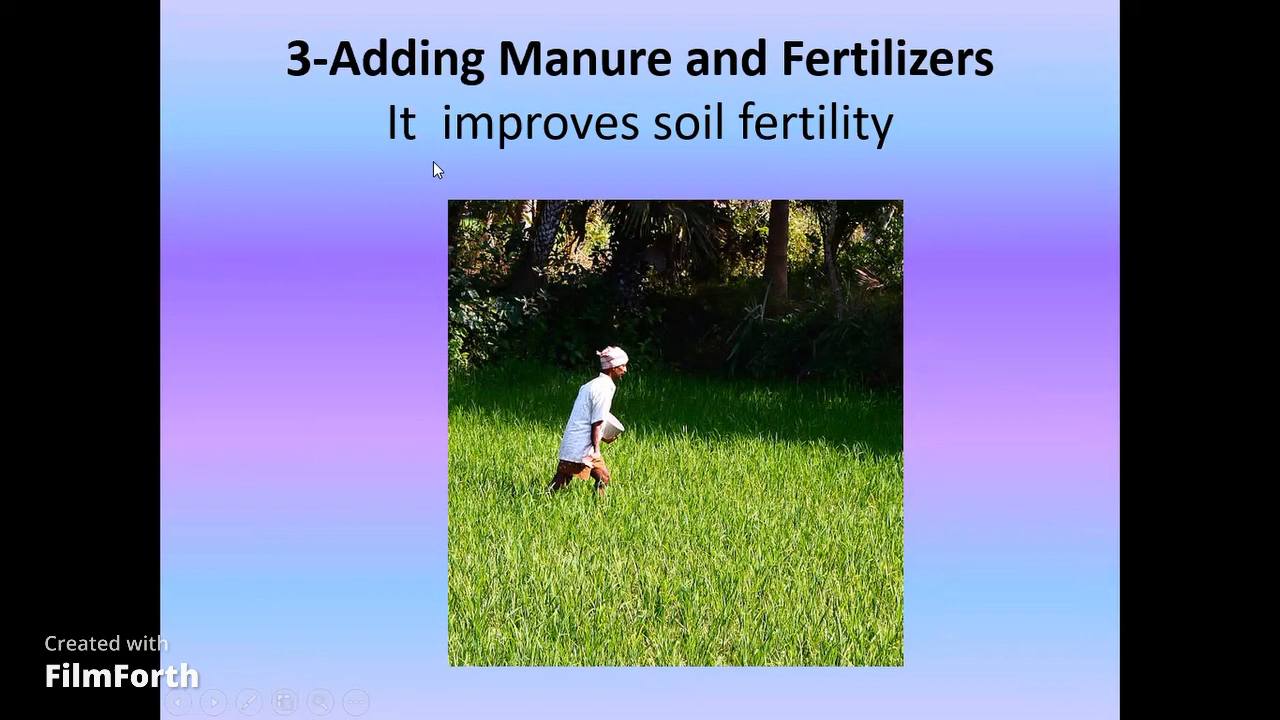 3-Adding Manure and Fertilizers
It  improves soil fertility
Created with
FilmForth